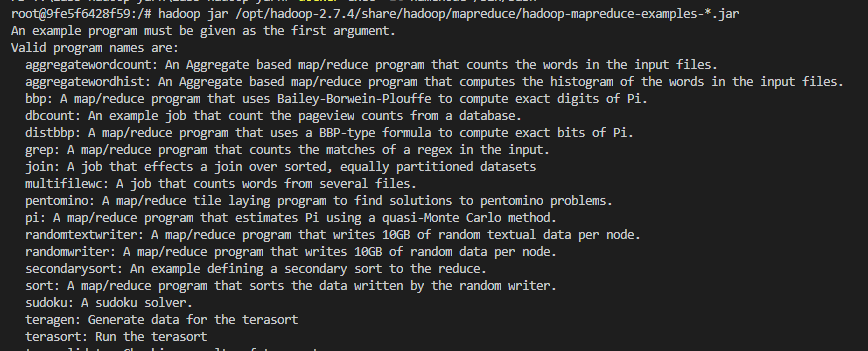 root@9fe5f6428f59:/# hadoop jar /opt/hadoop-2.7.4/share/hadoop/mapreduce/hadoop-mapreduce-examples-*.jar
An example program must be given as the first argument.
Valid program names are:
  aggregatewordcount: An Aggregate based map/reduce program that counts the words in the input files.
  aggregatewordhist: An Aggregate based map/reduce program that computes the histogram of the words in the input files.
  bbp: A map/reduce program that uses Bailey-Borwein-Plouffe to compute exact digits of Pi.
  dbcount: An example job that count the pageview counts from a database.
  distbbp: A map/reduce program that uses a BBP-type formula to compute exact bits of Pi.
  grep: A map/reduce program that counts the matches of a regex in the input.
  join: A job that effects a join over sorted, equally partitioned datasets
  multifilewc: A job that counts words from several files.
  pentomino: A map/reduce tile laying program to find solutions to pentomino problems.
  pi: A map/reduce program that estimates Pi using a quasi-Monte Carlo method.
  randomtextwriter: A map/reduce program that writes 10GB of random textual data per node.
  randomwriter: A map/reduce program that writes 10GB of random data per node.
  secondarysort: An example defining a secondary sort to the reduce.
  sort: A map/reduce program that sorts the data written by the random writer.
  sudoku: A sudoku solver.
  teragen: Generate data for the terasort
  terasort: Run the terasort